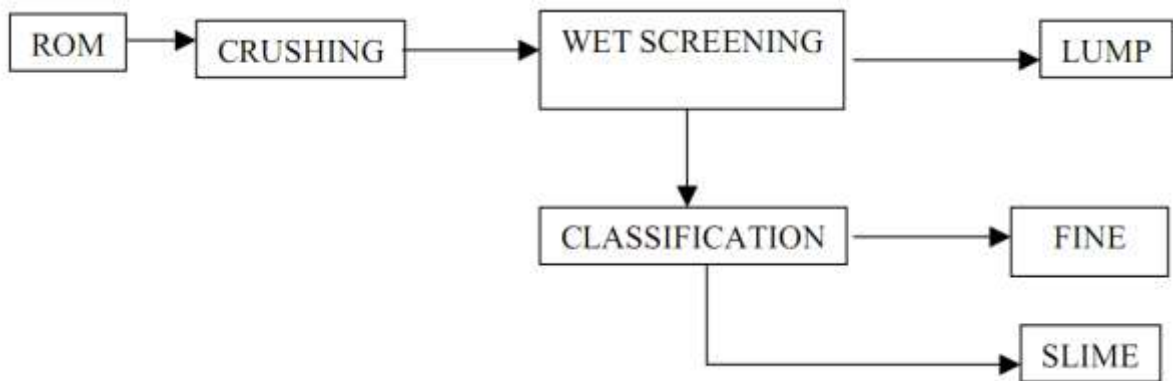 ROM
CRUSHING
WET SCREENING
LUMP
CLASSIFICATION
FINE
SLIME